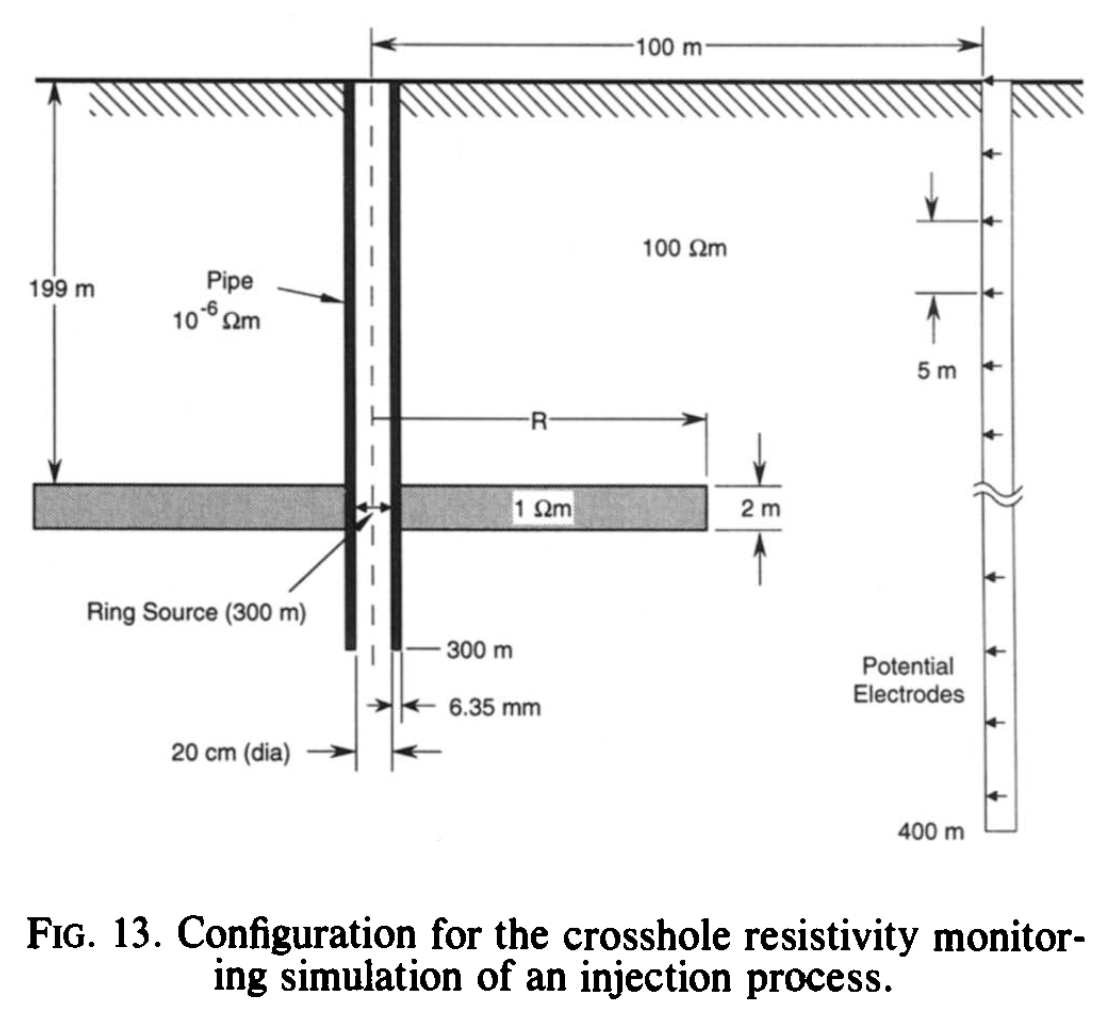 100 m
199 m
Pipe
10⁻⁶ Ωm
100 Ωm
5 m
R
1 Ωm
2 m
Ring Source (300 m)
300 m
6.35 mm
20 cm (dia)
Potential
Electrodes
400 m
FIG. 13. Configuration for the crosshole resistivity monitor-
ing simulation of an injection process.